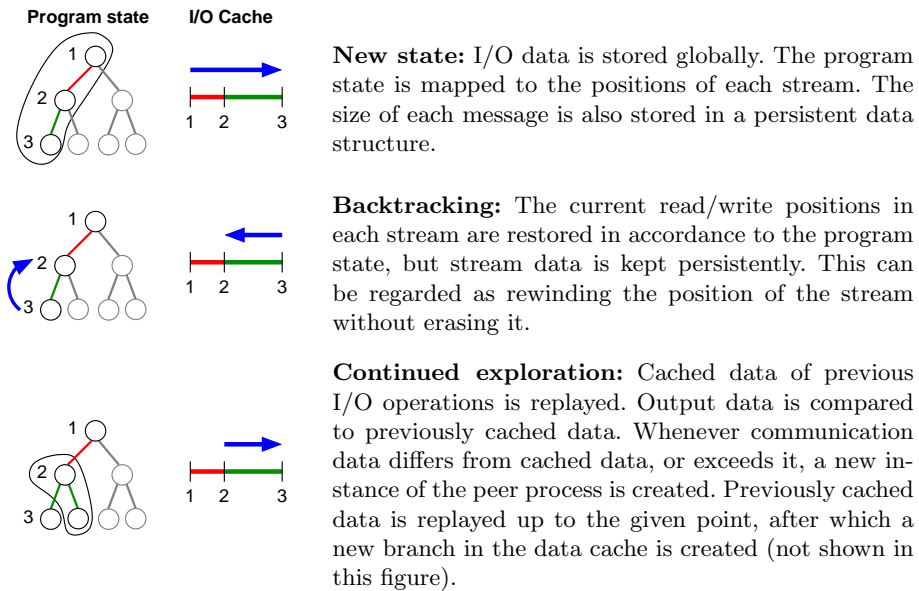 Program state I/O Cache
1
2
3
1 2 3
New state: I/O data is stored globally. The program
state is mapped to the positions of each stream. The
size of each message is also stored in a persistent data
structure.
1
2
3
1 2 3
Backtracking: The current read/write positions in
each stream are restored in accordance to the program
state, but stream data is kept persistently. This can
be regarded as rewinding the position of the stream
without erasing it.
1
2
3
1 2 3
Continued exploration: Cached data of previous
I/O operations is replayed. Output data is compared
to previously cached data. Whenever communication
data differs from cached data, or exceeds it, a new in-
stance of the peer process is created. Previously cached
data is replayed up to the given point, after which a
new branch in the data cache is created (not shown in
this figure).